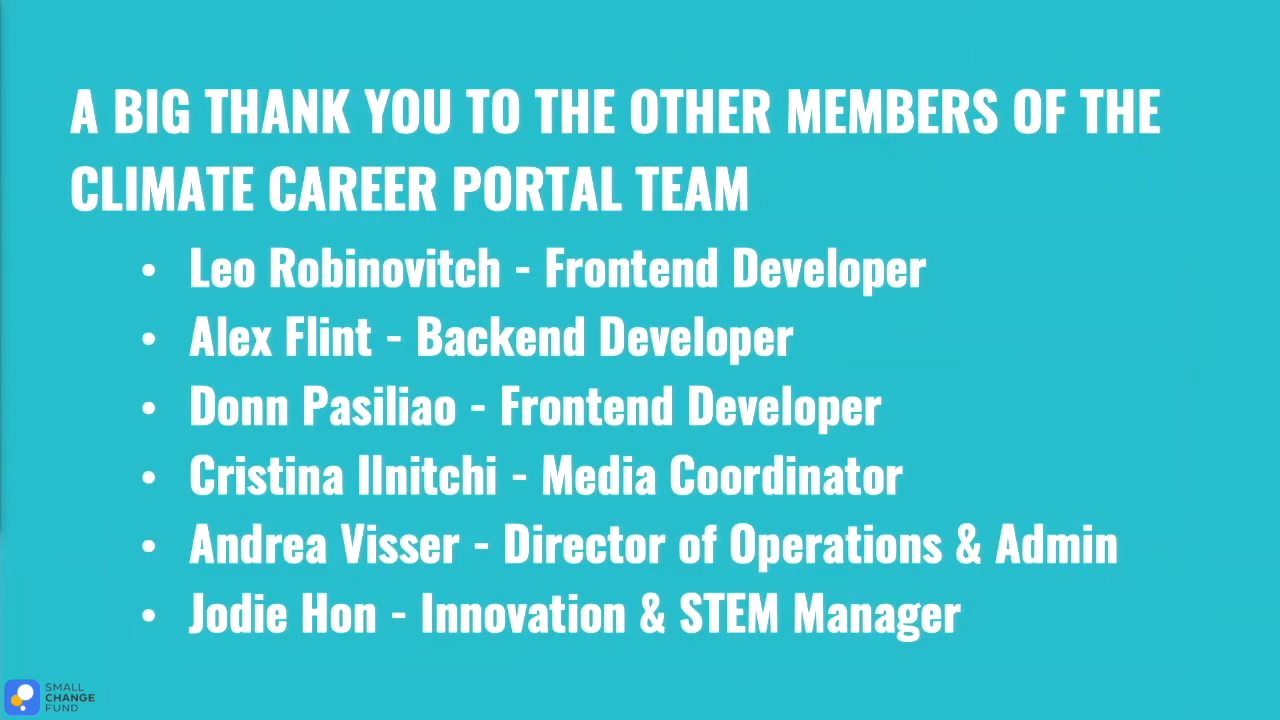 A BIG THANK YOU TO THE OTHER MEMBERS OF THE
CLIMATE CAREER PORTAL TEAM
• Leo Robinovitch - Frontend Developer
• Alex Flint - Backend Developer
• Donn Pasiliao - Frontend Developer
• Cristina Ilnitchi - Media Coordinator
• Andrea Visser - Director of Operations & Admin
• Jodie Hon - Innovation & STEM Manager
SMALL
CHANGE
FUND